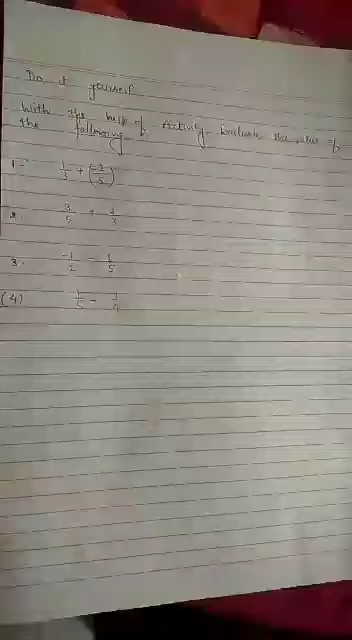 Do it yourself
With the help of Activity Evaluate the value of
the following
1- 1/3 + (-3/5)
2. 3/5 + 1/3
3. -1/2 - 1/5
(4) 1/5 - 1/4